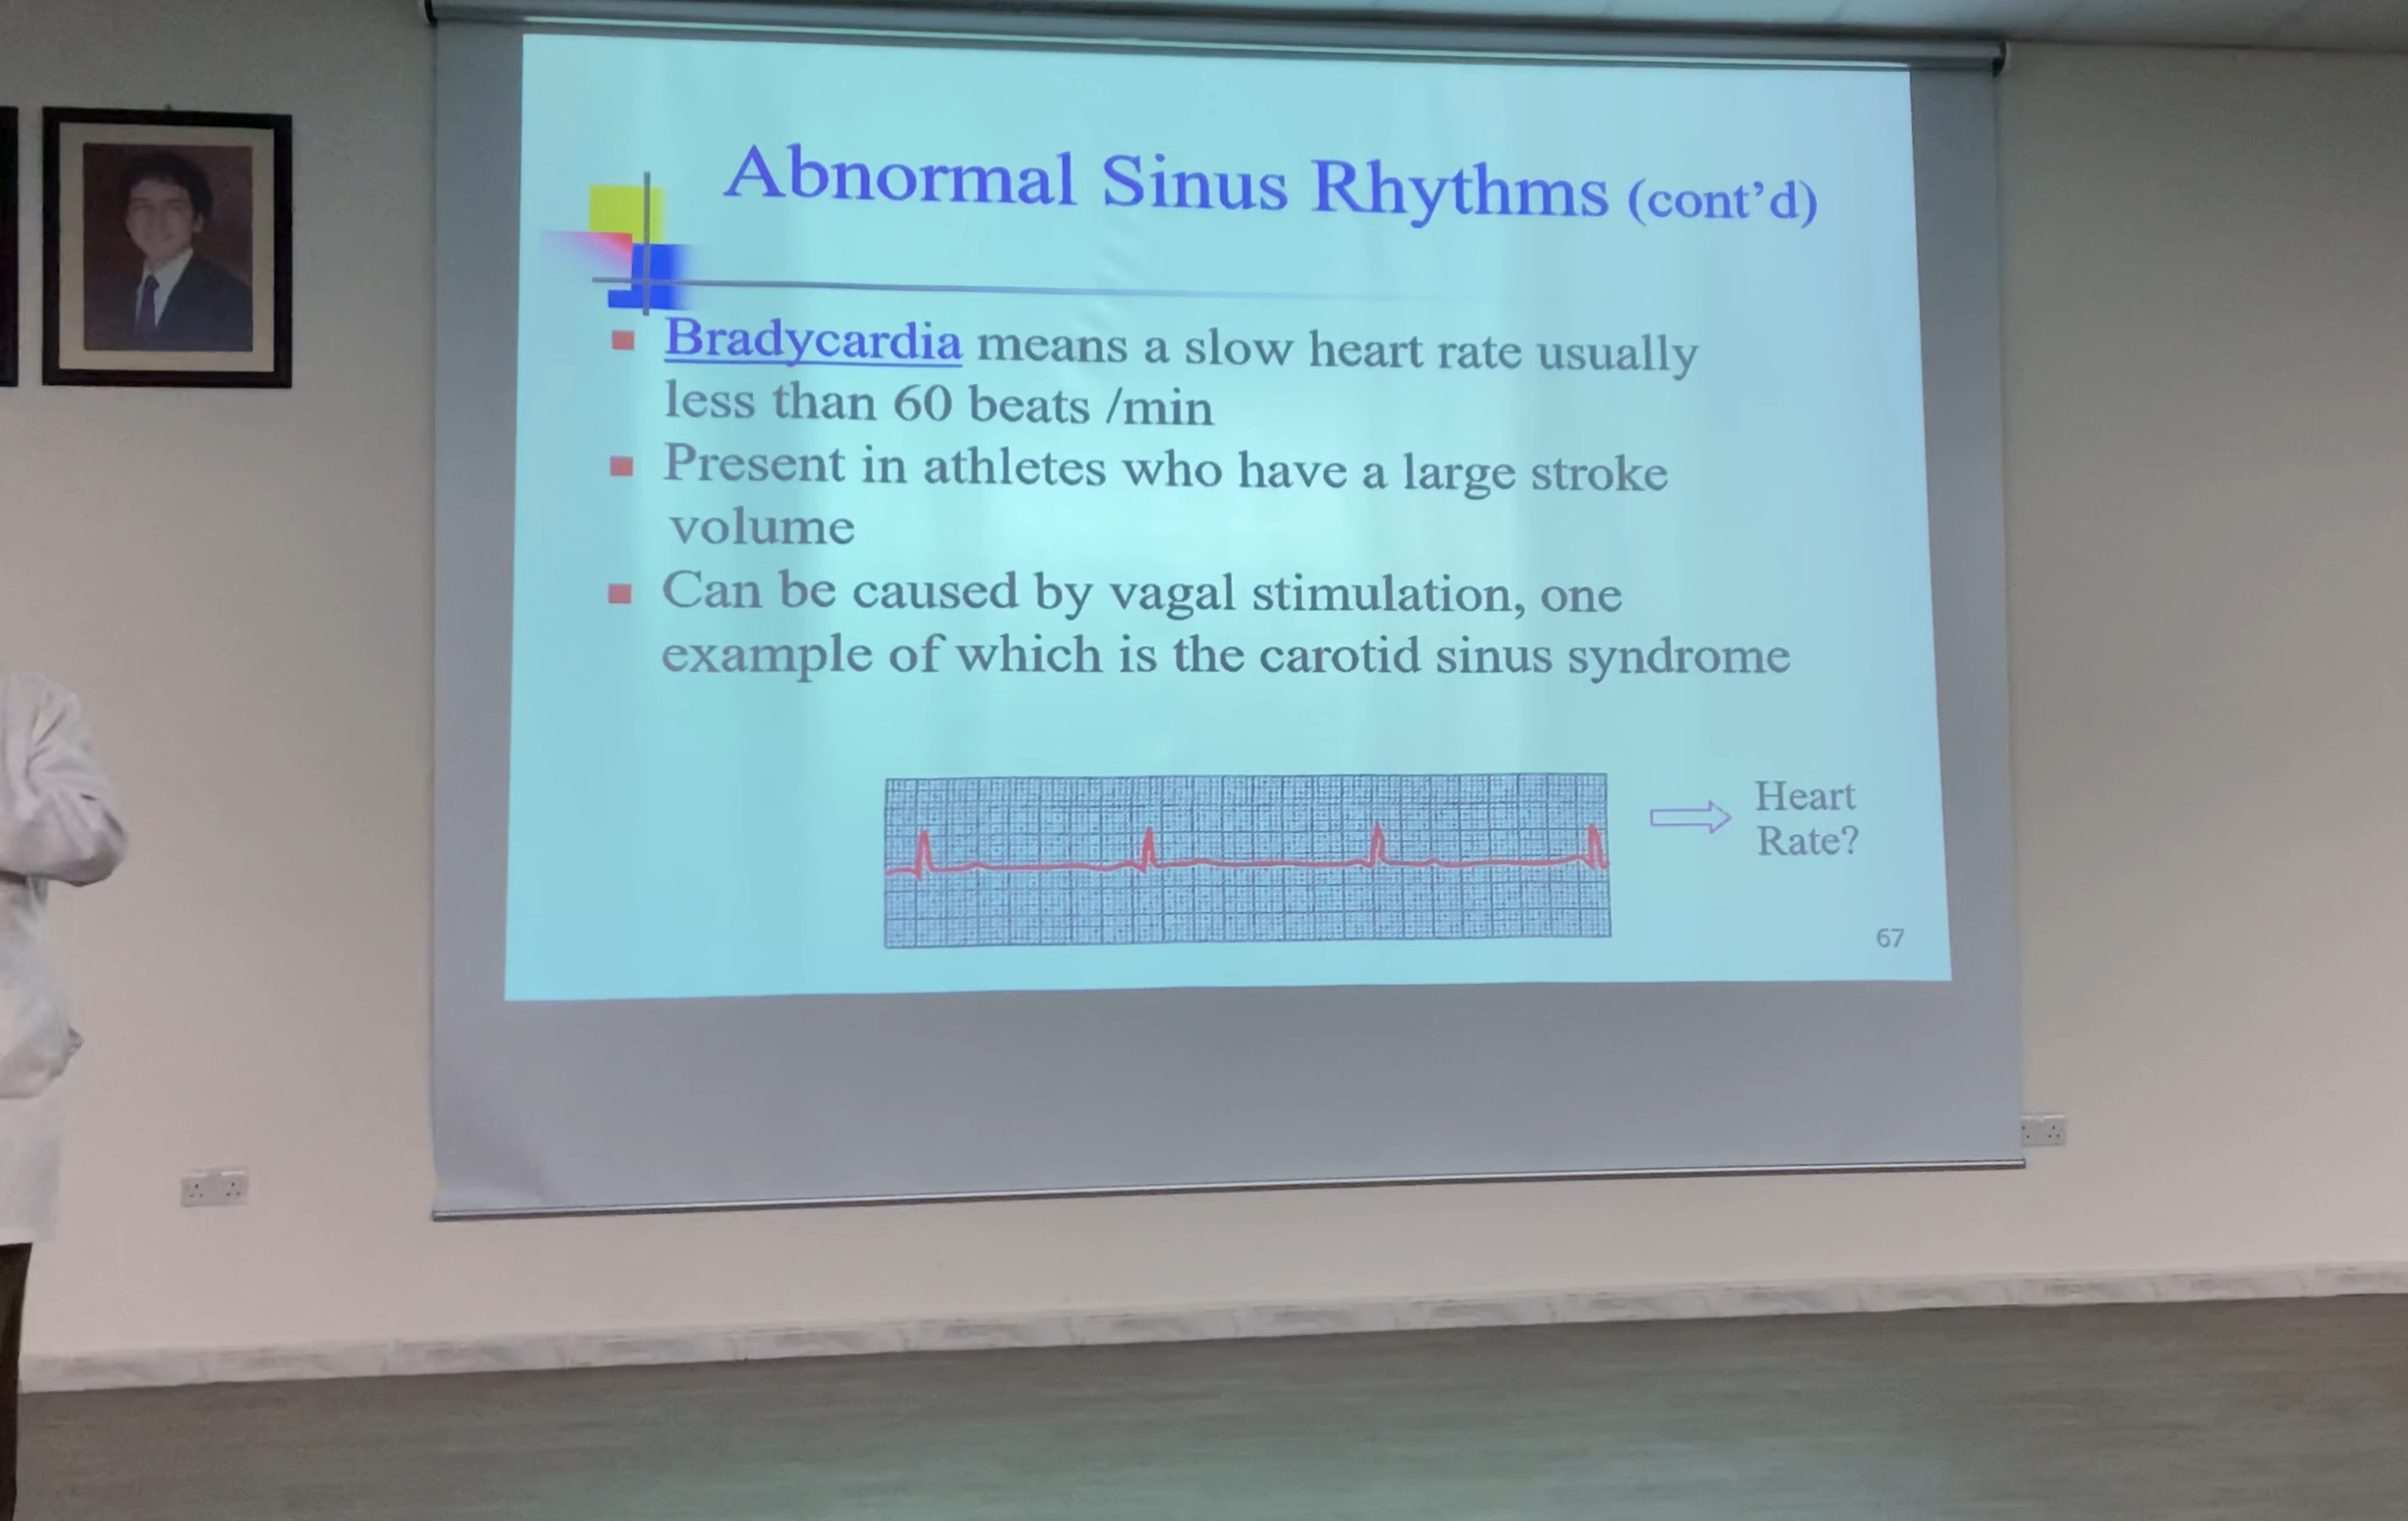 Abnormal Sinus Rhythms (cont’d)
Bradycardia means a slow heart rate usually
less than 60 beats /min
Present in athletes who have a large stroke
volume
Can be caused by vagal stimulation, one
example of which is the carotid sinus syndrome
Heart
Rate?
67